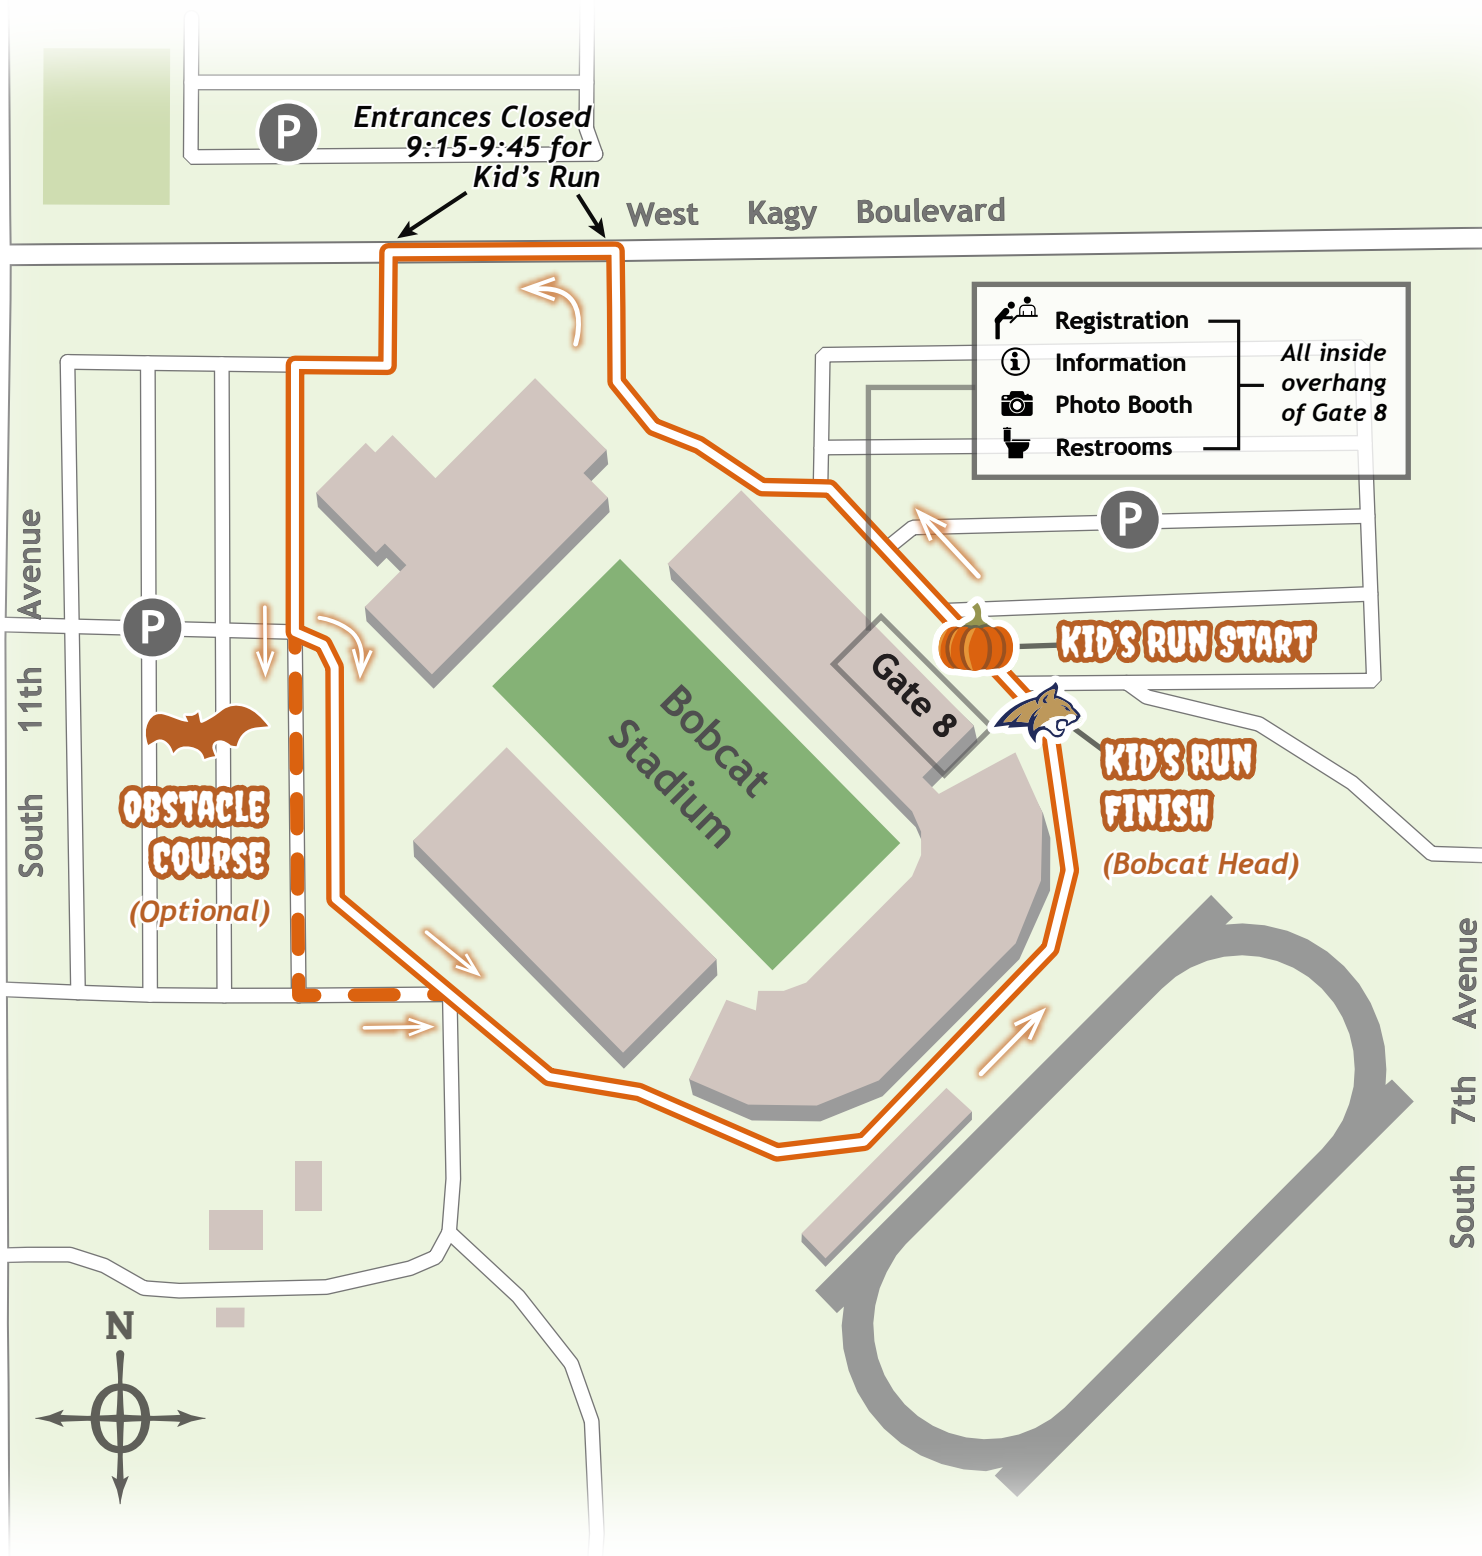 P
Entrances Closed
9:15-9:45 for
Kid's Run
West Kagy Boulevard
Registration
Information
Photo Booth
Restrooms
All inside
overhang
of Gate 8
P
P
South 11th Avenue
KID'S RUN START
Gate 8
Bobcat
Stadium
KID'S RUN
FINISH
(Bobcat Head)
OBSTACLE
COURSE
(Optional)
South 7th Avenue
N